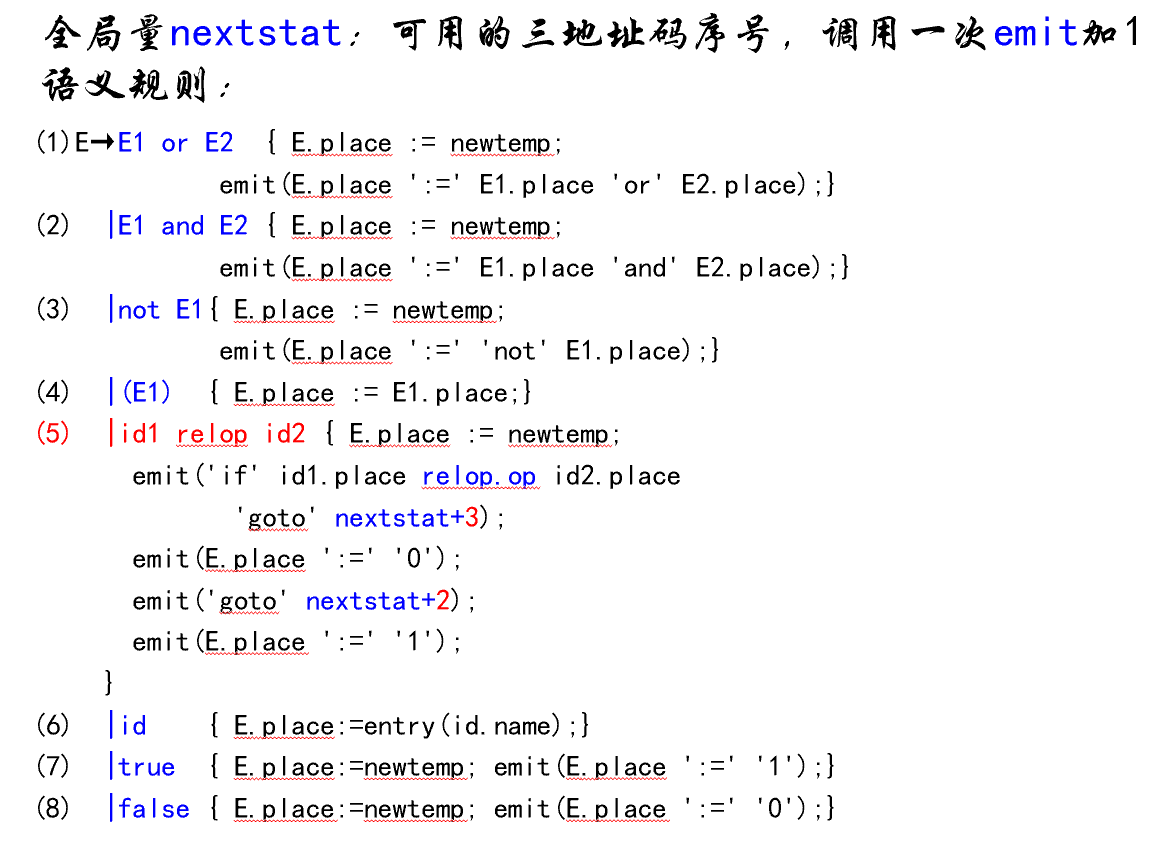 全局量nextstat：可用的三地址码序号，调用一次emit加1
语义规则：
(1)E→E1 or E2 { E.place := newtemp;
emit(E.place ':=' E1.place 'or' E2.place);}
(2) |E1 and E2 { E.place := newtemp;
emit(E.place ':=' E1.place 'and' E2.place);}
(3) |not E1{ E.place := newtemp;
emit(E.place ':=' 'not' E1.place);}
(4) |(E1) { E.place := E1.place;}
(5) |id1 relop id2 { E.place := newtemp;
emit('if' id1.place relop.op id2.place
'goto' nextstat+3);
emit(E.place ':=' '0');
emit('goto' nextstat+2);
emit(E.place ':=' '1');
}
(6) |id { E.place:=entry(id.name);}
(7) |true { E.place:=newtemp; emit(E.place ':=' '1');}
(8) |false { E.place:=newtemp; emit(E.place ':=' '0');}